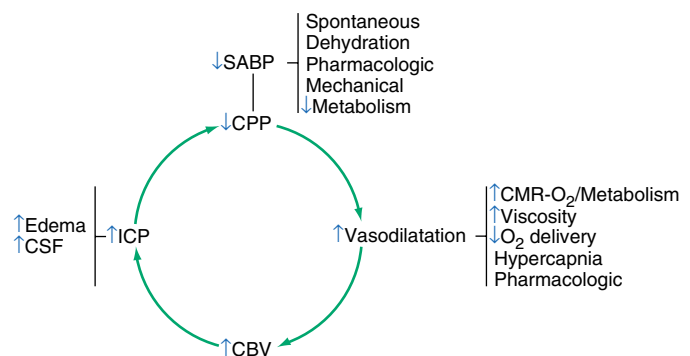 Spontaneous
Dehydration
↓SABP
Pharmacologic
Mechanical
↓Metabolism
↓CPP
↑CMR-O₂/Metabolism
↑Edema
↑Viscosity
↑ICP
↑Vasodilatation
↓O₂ delivery
↑CSF
Hypercapnia
Pharmacologic
↑CBV